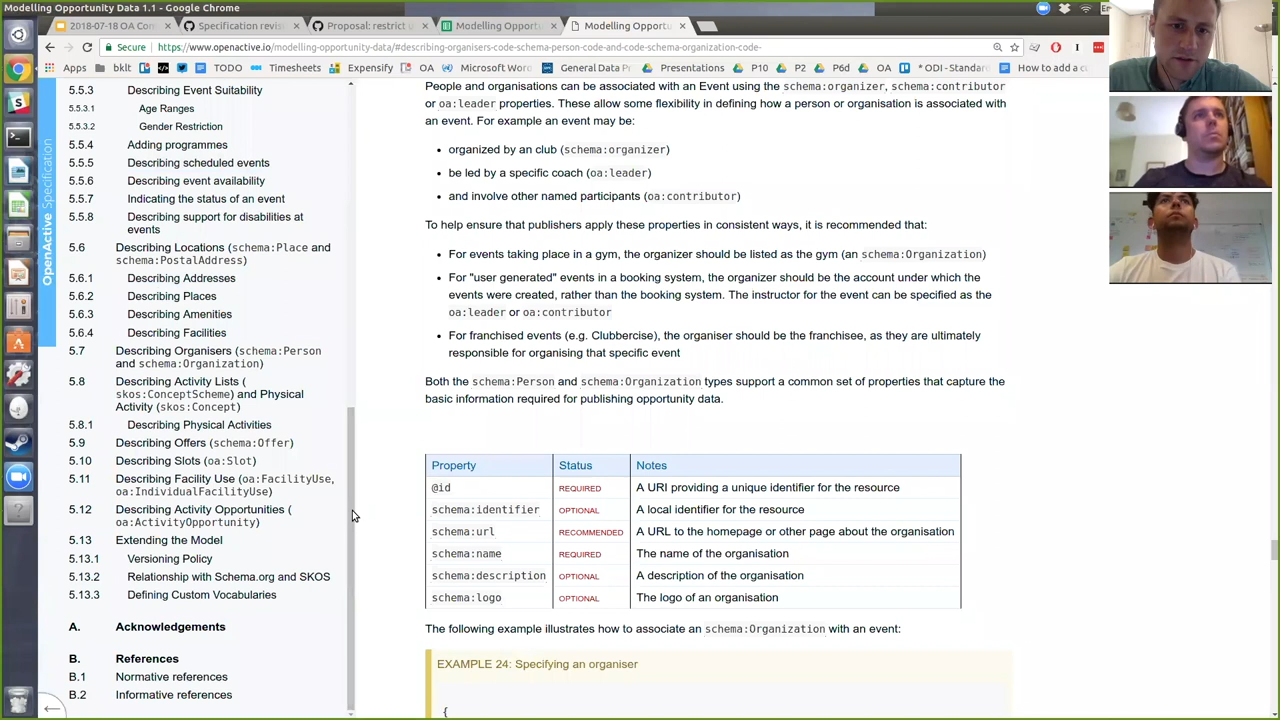 Modelling Opportunity Data 1.1 - Google Chrome
2018-07-18 OA Com
Specification revis
Proposal: restrict
Modelling Opportun
Modelling Opportu
Secure
https://www.openactive.io/modelling-opportunity-data/#describing-organisers-code-schema-person-code-and-code-schema-organization-code-
Apps
bklt
TODO
Timesheets
Expensify
OA
Microsoft Word
General Data Pr
Presentations
P10
P2
P6d
OA
* ODI - Standard
How to add a cu
OpenActive Specification
5.5.3 Describing Event Suitability
5.5.3.1 Age Ranges
5.5.3.2 Gender Restriction
5.5.4 Adding programmes
5.5.5 Describing scheduled events
5.5.6 Describing event availability
5.5.7 Indicating the status of an event
5.5.8 Describing support for disabilities at
events
5.6 Describing Locations (schema:Place and
schema:PostalAddress)
5.6.1 Describing Addresses
5.6.2 Describing Places
5.6.3 Describing Amenities
5.6.4 Describing Facilities
5.7 Describing Organisers (schema:Person
and schema:Organization)
5.8 Describing Activity Lists (
skos:ConceptScheme) and Physical
Activity (skos:Concept)
5.8.1 Describing Physical Activities
5.9 Describing Offers (schema:Offer)
5.10 Describing Slots (oa:Slot)
5.11 Describing Facility Use (oa:FacilityUse,
oa:IndividualFacilityUse)
5.12 Describing Activity Opportunities (
oa:ActivityOpportunity)
5.13 Extending the Model
5.13.1 Versioning Policy
5.13.2 Relationship with Schema.org and SKOS
5.13.3 Defining Custom Vocabularies
A. Acknowledgements
B. References
B.1 Normative references
B.2 Informative references
People and organisations can be associated with an Event using the schema:organizer, schema:contributor
or oa:leader properties. These allow some flexibility in defining how a person or organisation is associated with
an event. For example an event may be:
• organized by an club (schema:organizer)
• be led by a specific coach (oa:leader)
• and involve other named participants (oa:contributor)
To help ensure that publishers apply these properties in consistent ways, it is recommended that:
• For events taking place in a gym, the organizer should be listed as the gym (an schema:Organization)
• For "user generated" events in a booking system, the organizer should be the account under which the
events were created, rather than the booking system. The instructor for the event can be specified as the
oa:leader or oa:contributor
• For franchised events (e.g. Clubbercise), the organiser should be the franchisee, as they are ultimately
responsible for organising that specific event
Both the schema:Person and schema:Organization types support a common set of properties that capture the
basic information required for publishing opportunity data.
Property Status Notes
@id REQUIRED A URI providing a unique identifier for the resource
schema:identifier OPTIONAL A local identifier for the resource
schema:url RECOMMENDED A URL to the homepage or other page about the organisation
schema:name REQUIRED The name of the organisation
schema:description OPTIONAL A description of the organisation
schema:logo OPTIONAL The logo of an organisation
The following example illustrates how to associate an schema:Organization with an event:
EXAMPLE 24: Specifying an organiser
{